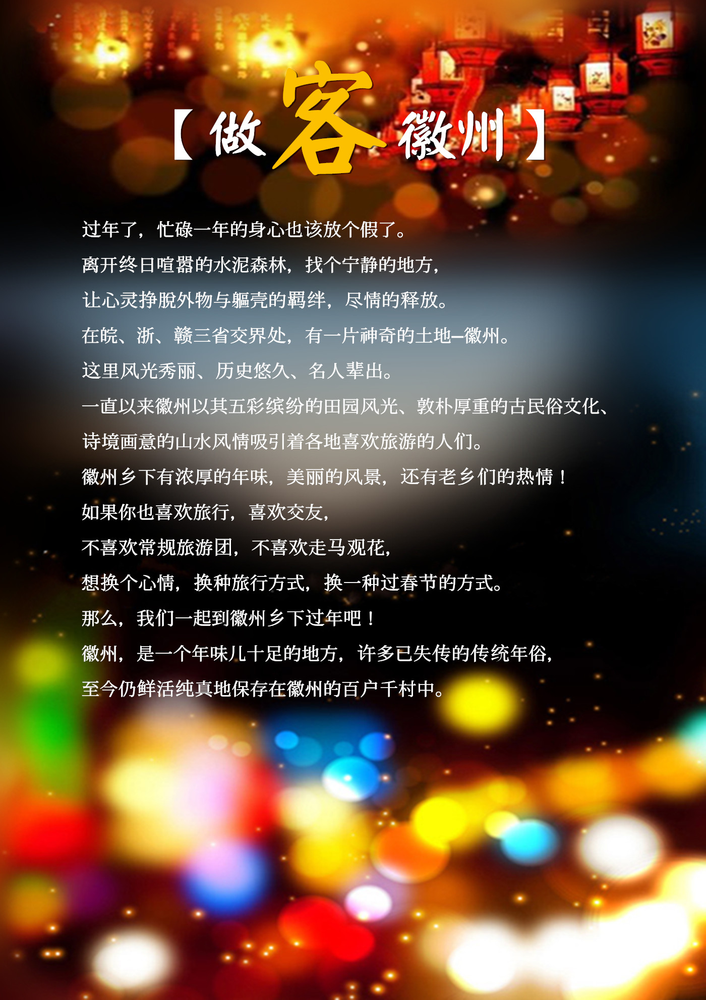 【做客徽州】
过年了，忙碌一年的身心也该放个假了。
离开终日喧嚣的水泥森林，找个宁静的地方，
让心灵挣脱外物与躯壳的羁绊，尽情的释放。
在皖、浙、赣三省交界处，有一片神奇的土地—徽州。
这里风光秀丽、历史悠久、名人辈出。
一直以来徽州以其五彩缤纷的田园风光、敦朴厚重的古民俗文化、
诗境画意的山水风情吸引着各地喜欢旅游的人们。
徽州乡下有浓厚的年味，美丽的风景，还有老乡们的热情！
如果你也喜欢旅行，喜欢交友，
不喜欢常规旅游团，不喜欢走马观花，
想换个心情，换种旅行方式，换一种过春节的方式。
那么，我们一起到徽州乡下过年吧！
徽州，是一个年味儿十足的地方，许多已失传的传统年俗，
至今仍鲜活纯真地保存在徽州的百户千村中。